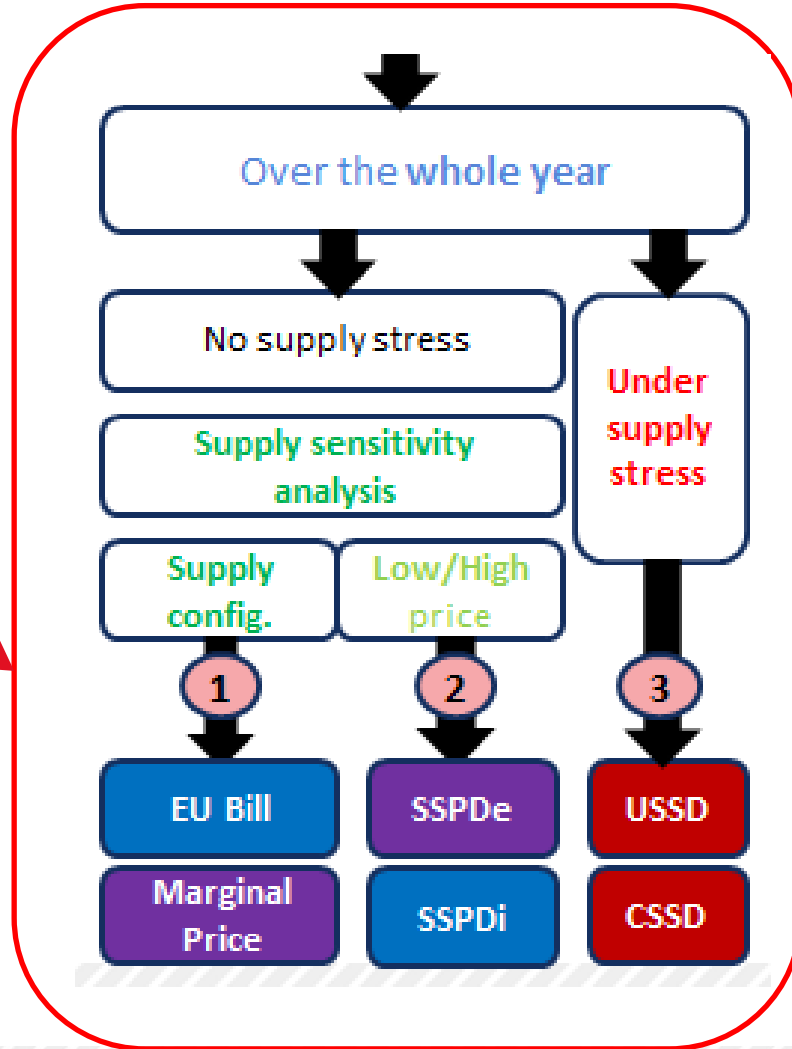 Over the whole year
No supply stress
Under
supply
stress
Supply sensitivity
analysis
Supply
config.
Low/High
price
1
2
3
EU Bill
SSPDe
USSD
Marginal
Price
SSPDi
CSSD